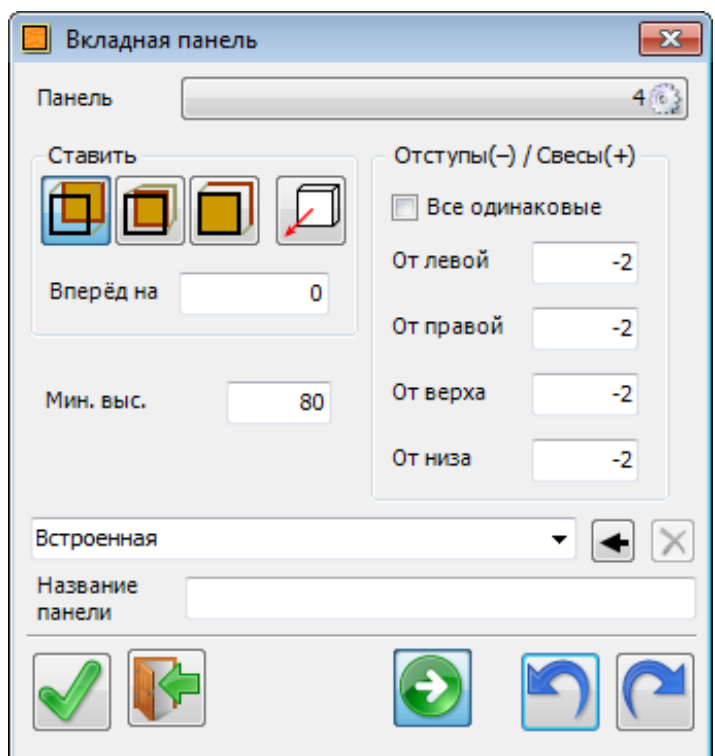 Вкладная панель
Панель 4
Ставить
Вперёд на 0
Мин. выс. 80
Отступы(–) / Свесы(+)
Все одинаковые
От левой -2
От правой -2
От верха -2
От низа -2
Встроенная
Название
панели